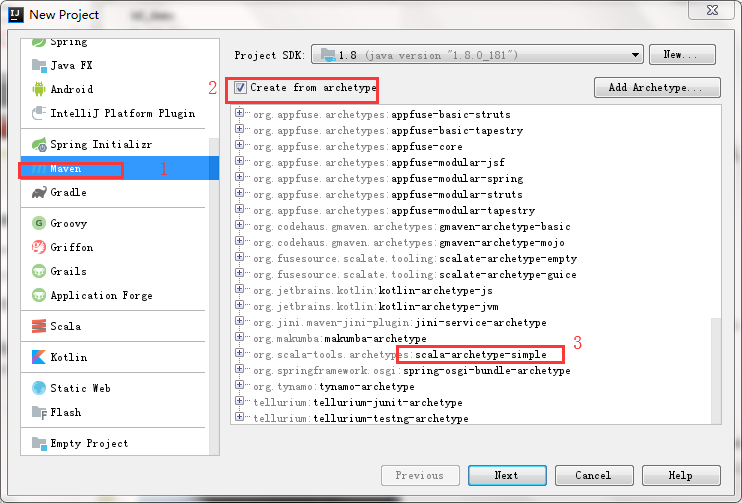 New Project
Spring
Java FX
Android
IntelliJ Platform Plugin
Spring Initializr
Maven
1
Gradle
Groovy
Griffon
Grails
Application Forge
Scala
Kotlin
Static Web
Flash
Empty Project
Project SDK:
1.8 (java version "1.8.0_181")
New...
2
Create from archetype
Add Archetype...
org.appfuse.archetypes:appfuse-basic-struts
org.appfuse.archetypes:appfuse-basic-tapestry
org.appfuse.archetypes:appfuse-core
org.appfuse.archetypes:appfuse-modular-jsf
org.appfuse.archetypes:appfuse-modular-spring
org.appfuse.archetypes:appfuse-modular-struts
org.appfuse.archetypes:appfuse-modular-tapestry
org.codehaus.gmaven.archetypes:gmaven-archetype-basic
org.codehaus.gmaven.archetypes:gmaven-archetype-mojo
org.fusesource.scalate.tooling:scalate-archetype-empty
org.fusesource.scalate.tooling:scalate-archetype-guice
org.jetbrains.kotlin:kotlin-archetype-js
org.jetbrains.kotlin:kotlin-archetype-jvm
org.jini.maven-jini-plugin:jini-service-archetype
org.makumba:makumba-archetype
org.scala-tools.archetypes:scala-archetype-simple
3
org.springframework.osgi:spring-osgi-bundle-archetype
org.tynamo:tynamo-archetype
tellurium:tellurium-junit-archetype
tellurium:tellurium-testng-archetype
Previous
Next
Cancel
Help